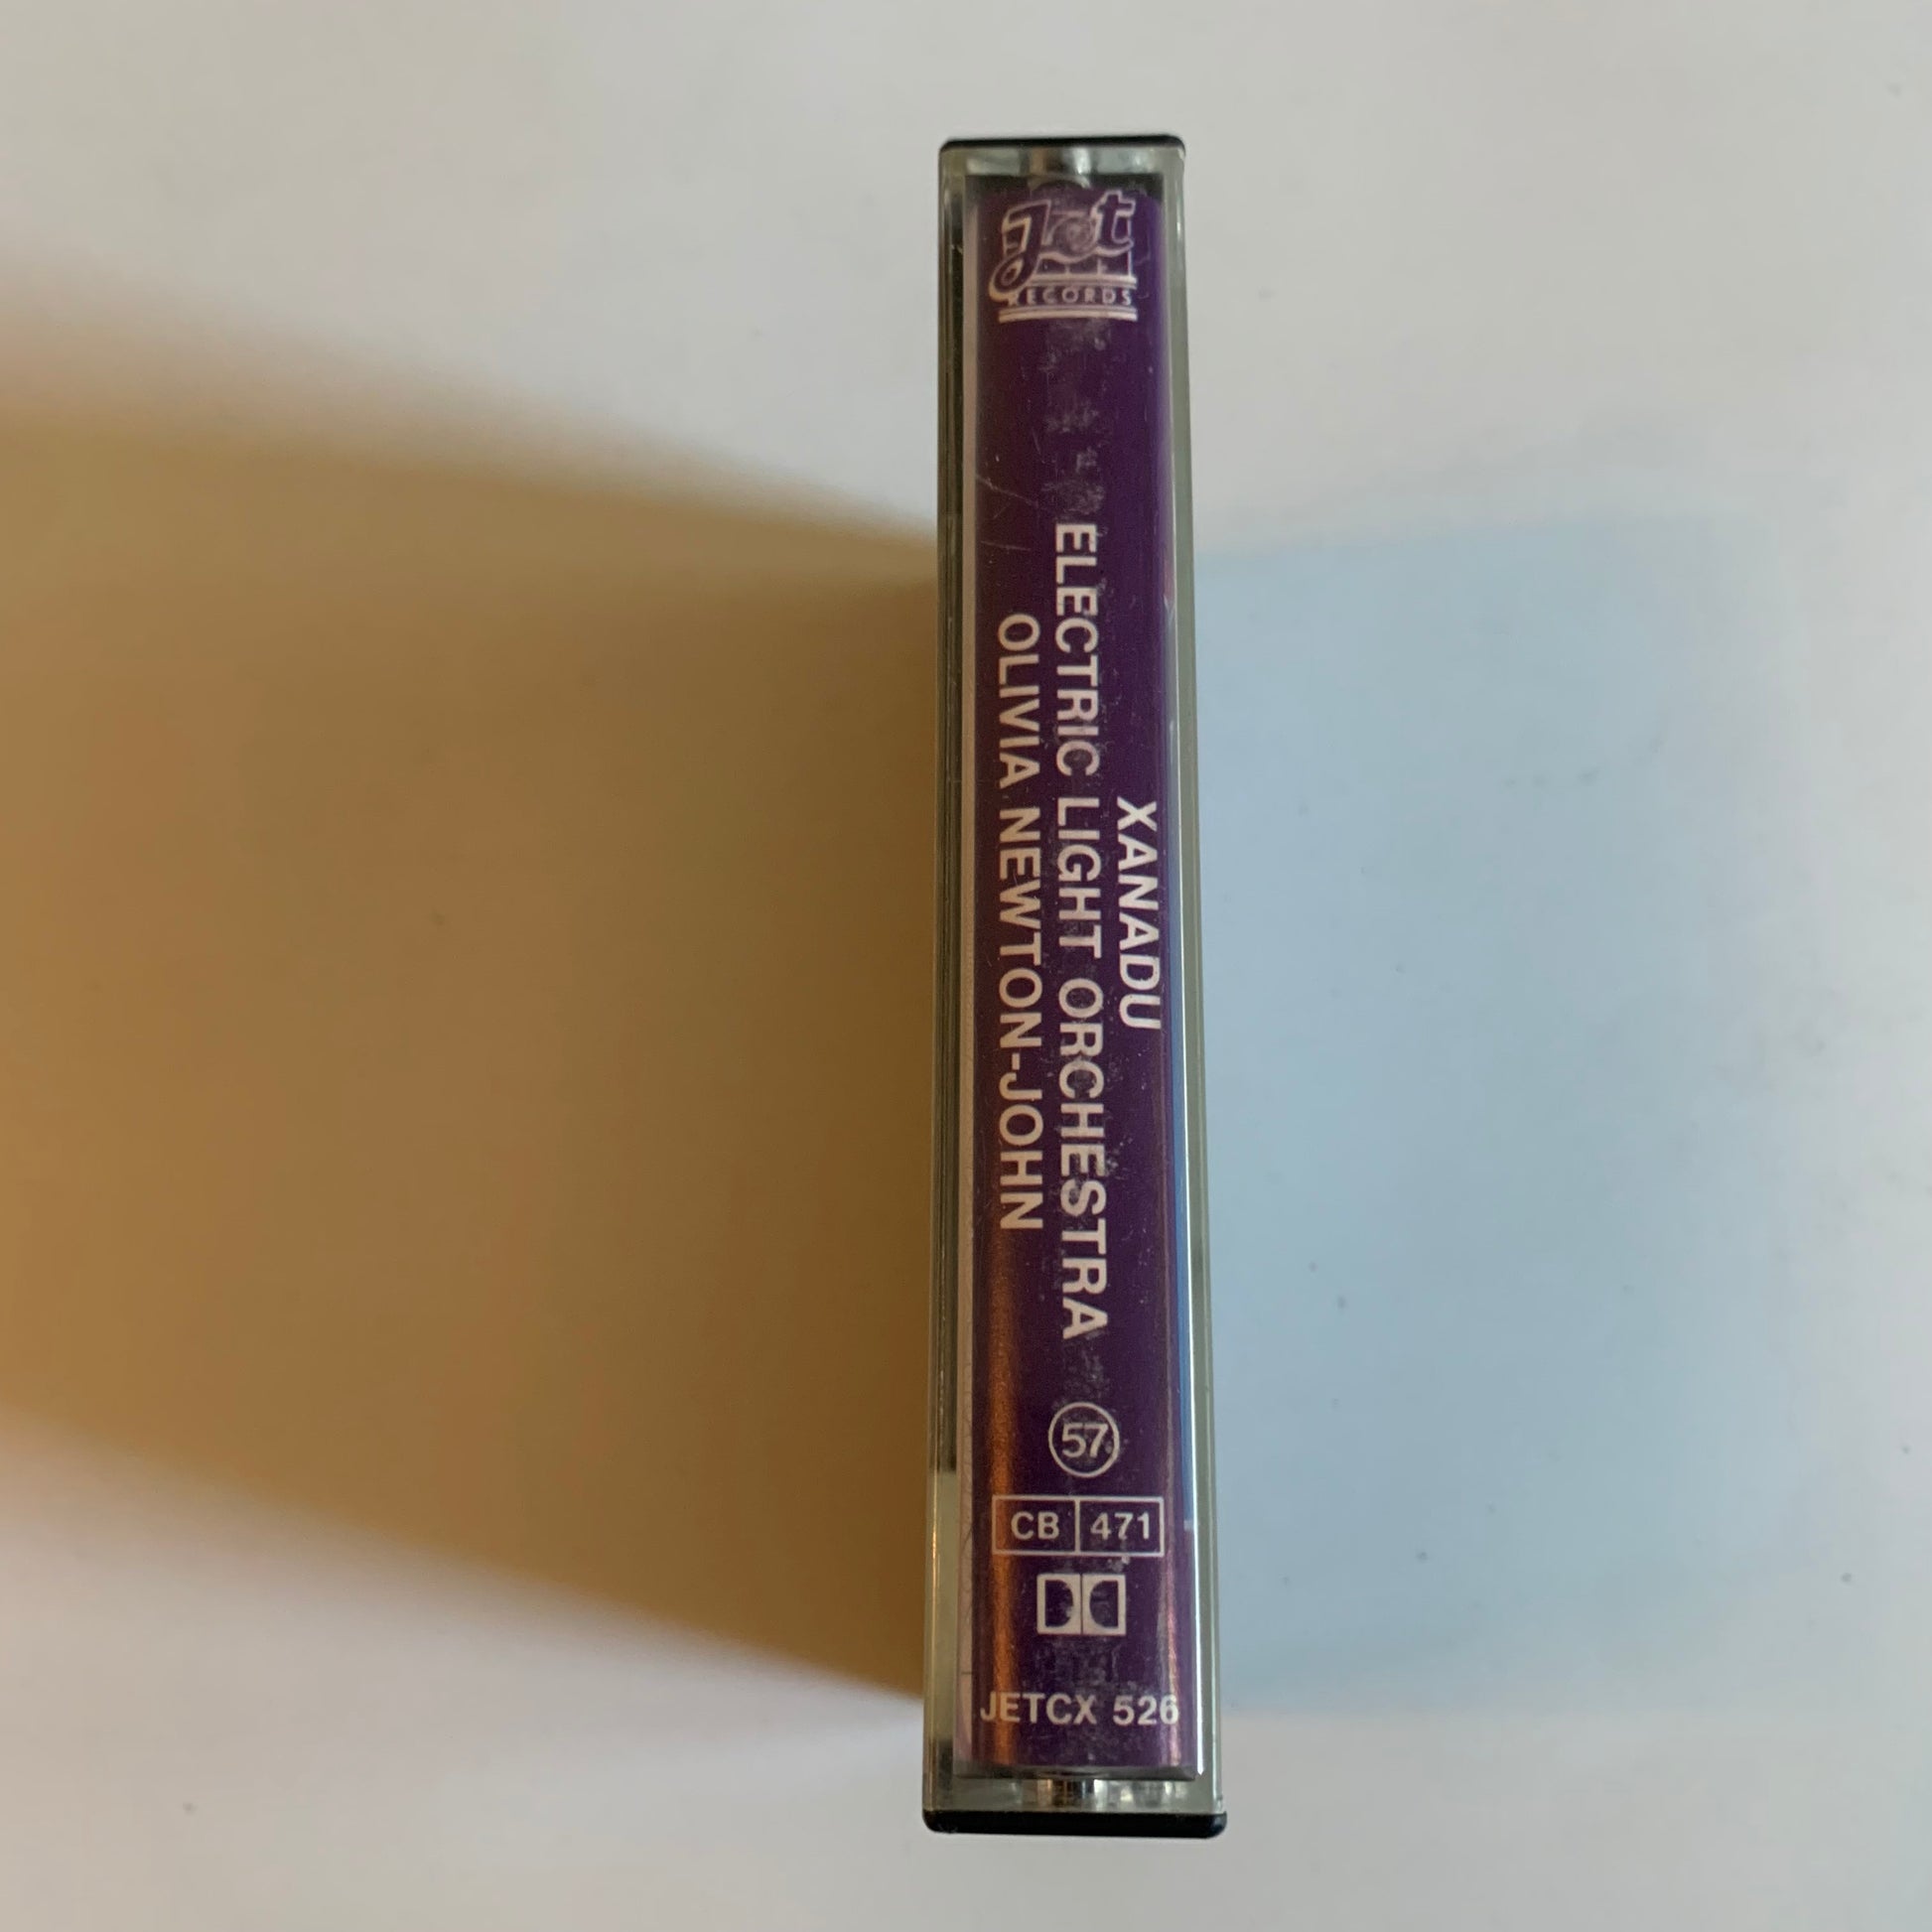 Jet
RECORDS
XANADU
ELECTRIC LIGHT ORCHESTRA
OLIVIA NEWTON-JOHN
57
CB 471
JETCX 526